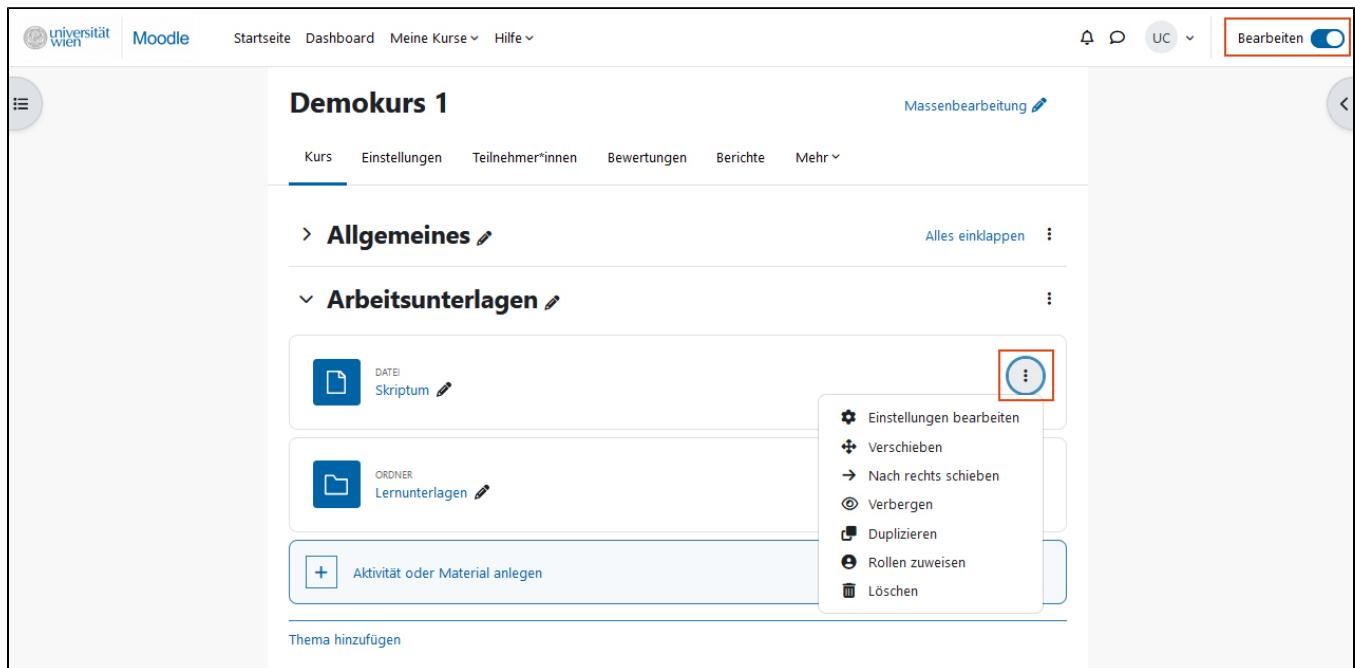 universität
wien
Moodle
Startseite Dashboard Meine Kurse Hilfe
UC
Bearbeiten
Demokurs 1
Massenbearbeitung
Kurs Einstellungen Teilnehmer*innen Bewertungen Berichte Mehr
Allgemeines
Alles einklappen
Arbeitsunterlagen
DATEI
Skriptum
Einstellungen bearbeiten
Verschieben
Nach rechts schieben
Verbergen
Duplizieren
Rollen zuweisen
Löschen
ORDNER
Lernunterlagen
Aktivität oder Material anlegen
Thema hinzufügen